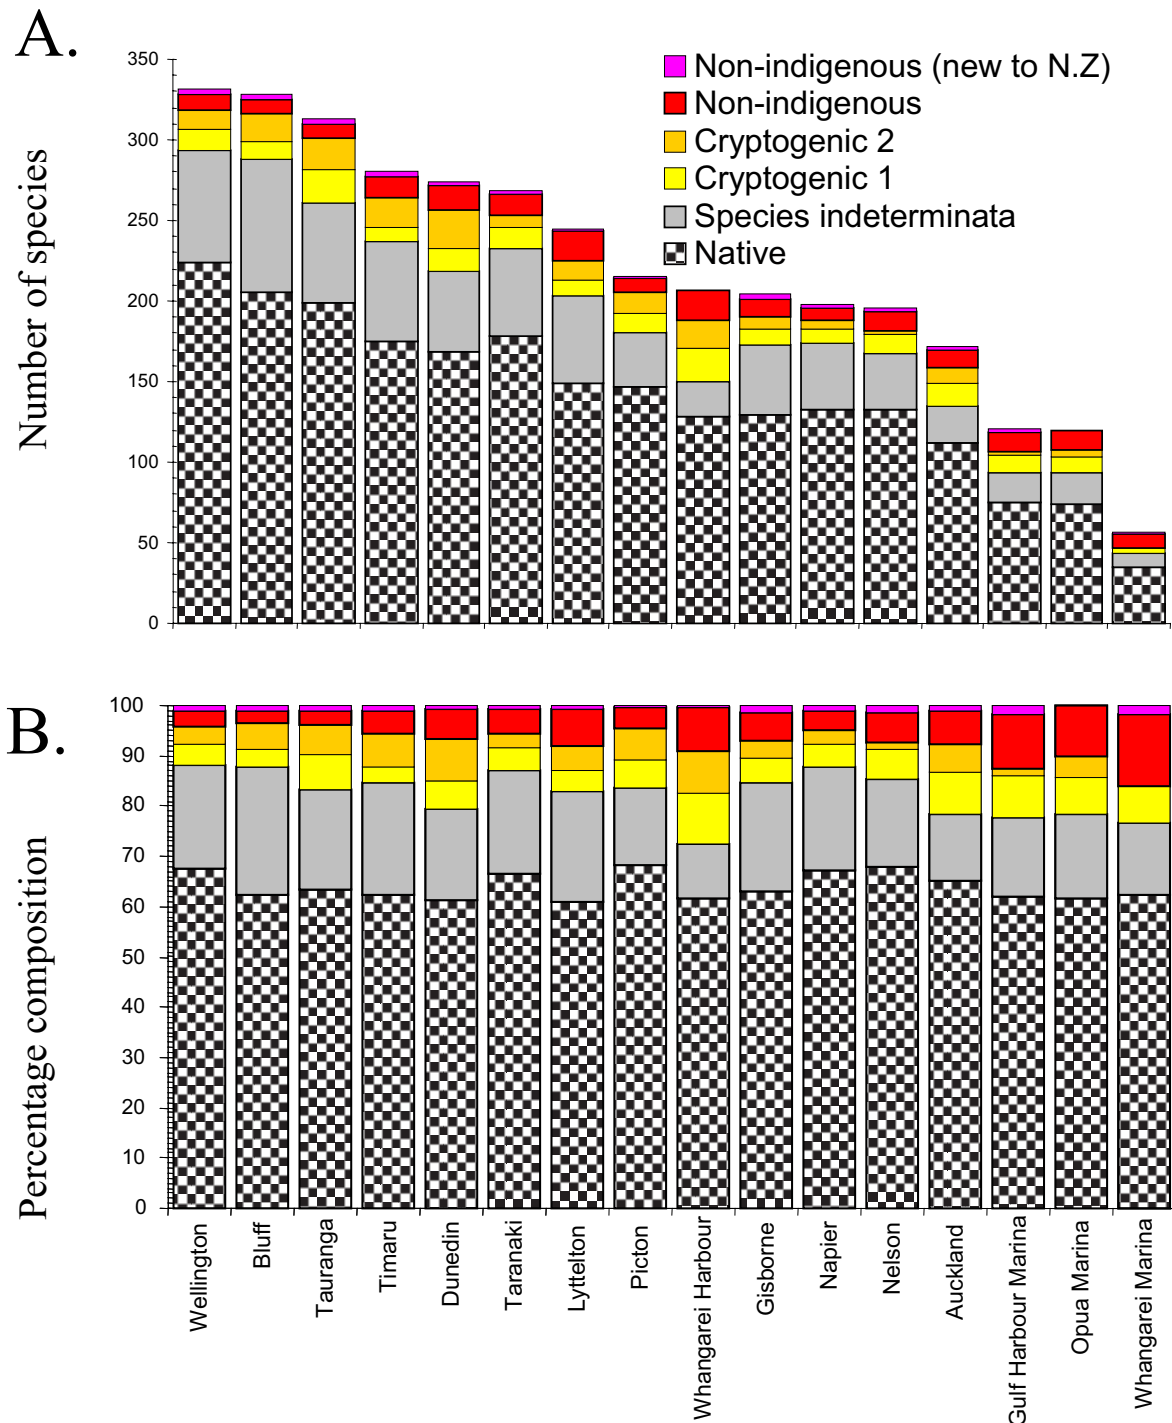 A.
Number of species
350
300
250
200
150
100
50
0
Non-indigenous (new to N.Z)
Non-indigenous
Cryptogenic 2
Cryptogenic 1
Species indeterminata
Native
B.
Percentage composition
100
90
80
70
60
50
40
30
20
10
0
Wellington
Bluff
Tauranga
Timaru
Dunedin
Taranaki
Lyttelton
Picton
Whangarei Harbour
Gisborne
Napier
Nelson
Auckland
Gulf Harbour Marina
Opua Marina
Whangarei Marina